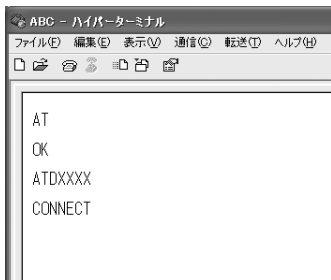 ABC - ハイパーターミナル
ファイル(F) 編集(E) 表示(V) 通信(C) 転送(T) ヘルプ(H)
AT
OK
ATDXXXX
CONNECT